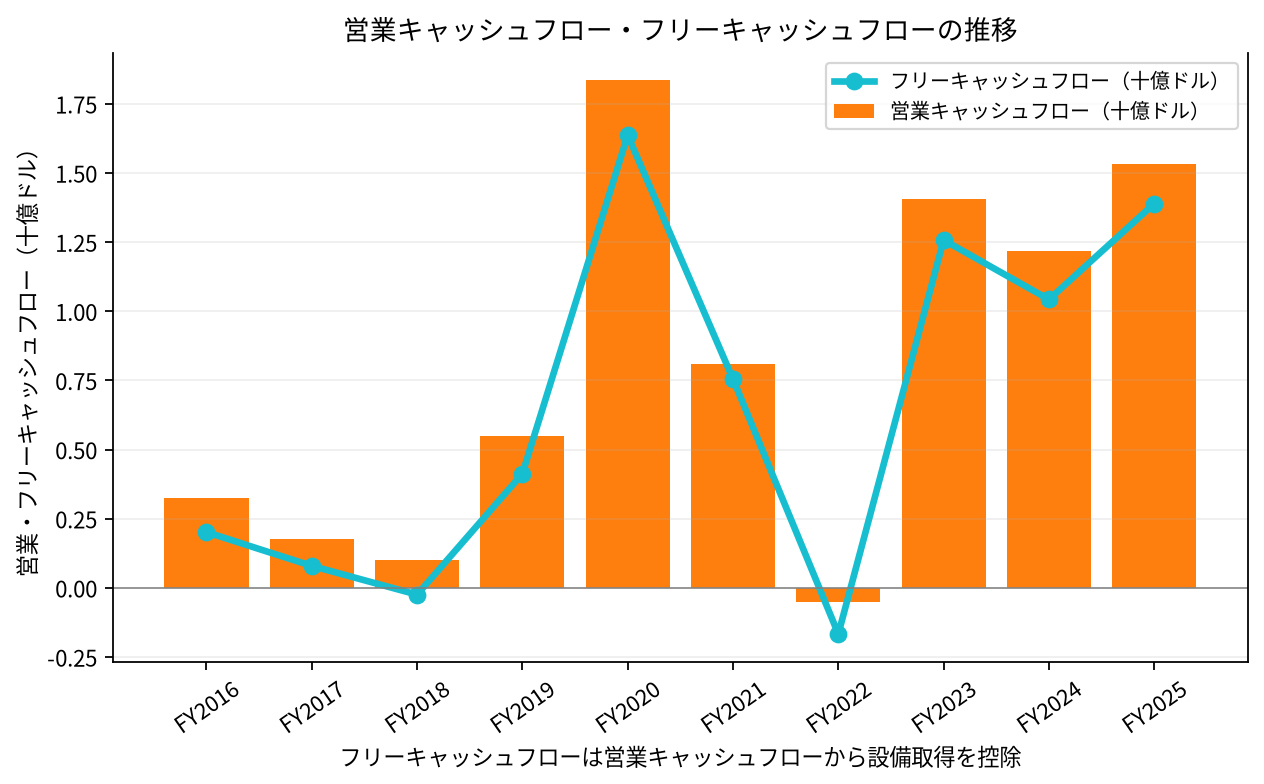 営業キャッシュフロー・フリーキャッシュフローの推移
フリーキャッシュフロー（十億ドル）
営業キャッシュフロー（十億ドル）
営業・フリーキャッシュフロー（十億ドル）
1.75
1.50
1.25
1.00
0.75
0.50
0.25
0.00
-0.25
FY2016
FY2017
FY2018
FY2019
FY2020
FY2021
FY2022
FY2023
FY2024
FY2025
フリーキャッシュフローは営業キャッシュフローから設備取得を控除